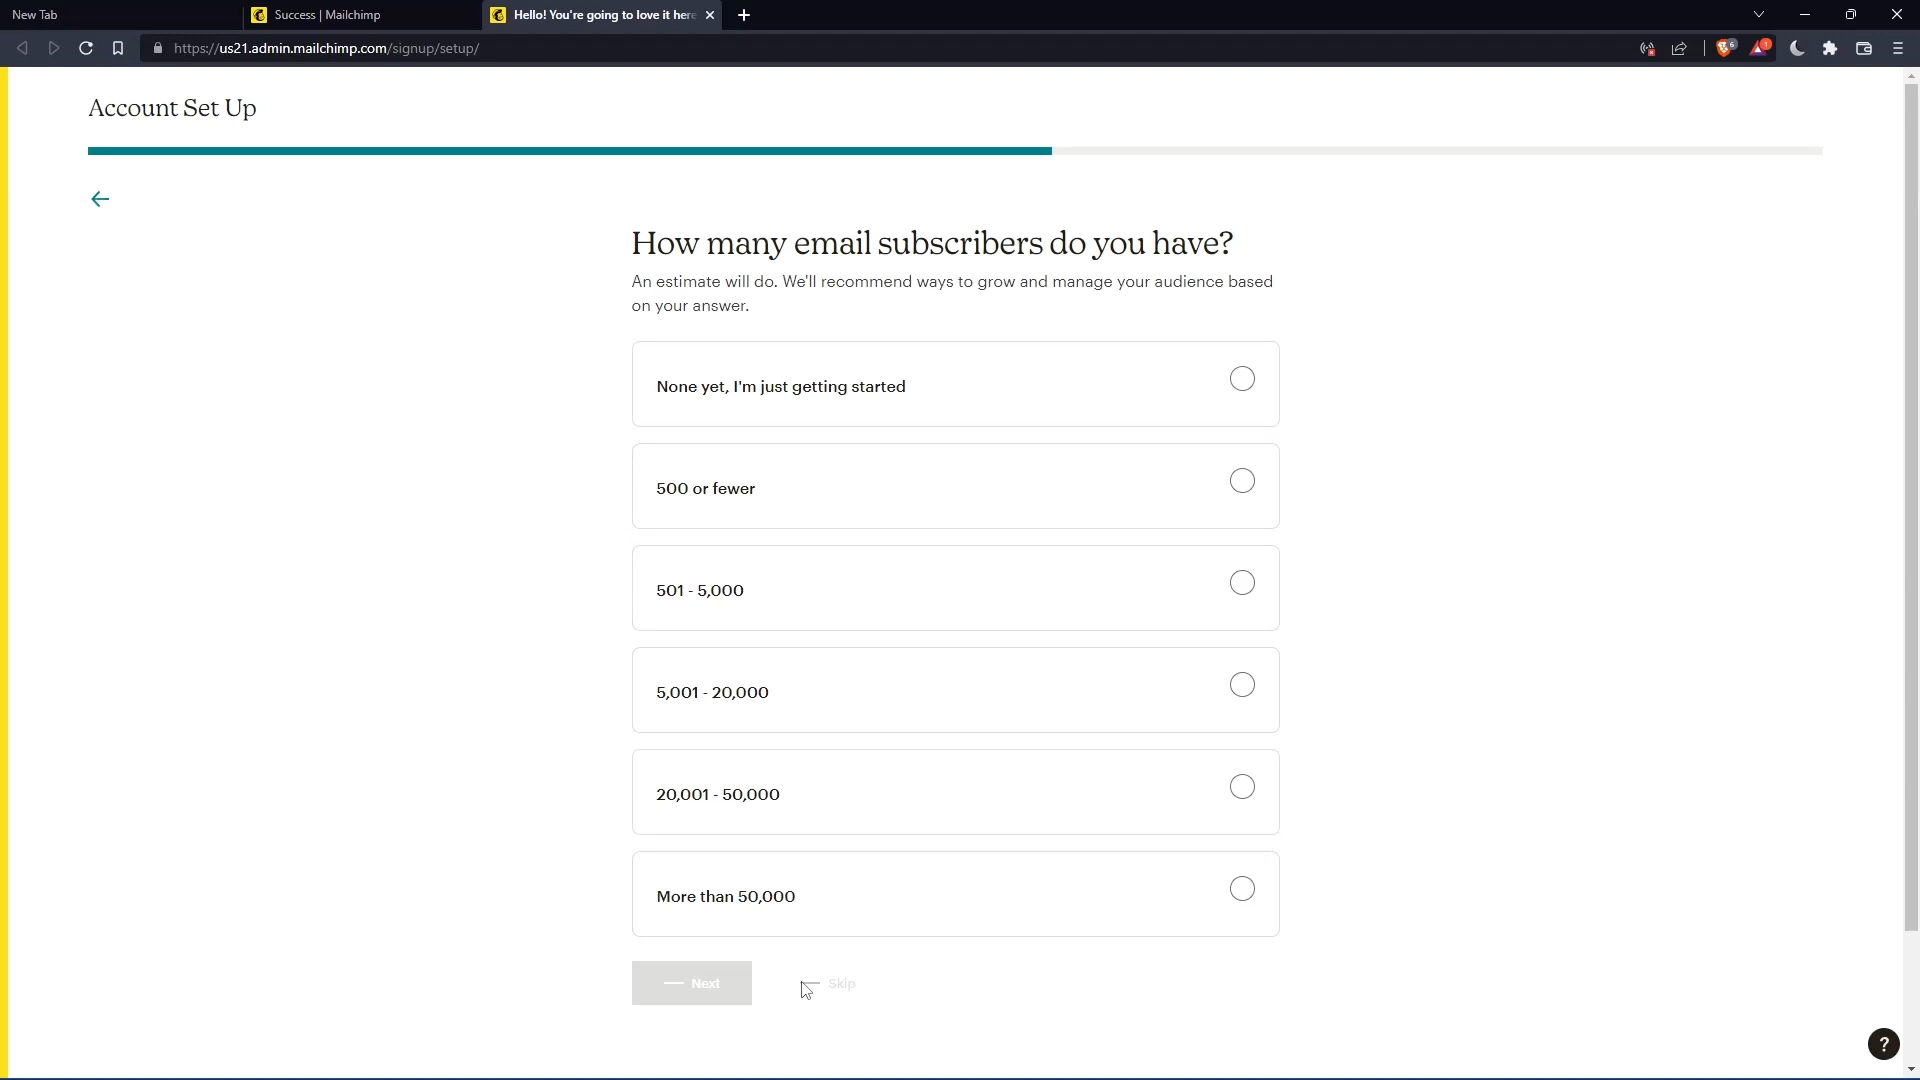 New Tab
Success | Mailchimp
Hello! You're going to love it here
https://us21.admin.mailchimp.com/signup/setup/
6
1
Account Set Up
How many email subscribers do you have?
An estimate will do. We'll recommend ways to grow and manage your audience based
on your answer.
None yet, I'm just getting started
500 or fewer
501 - 5,000
5,001 - 20,000
20,001 - 50,000
More than 50,000
Next
Skip
?